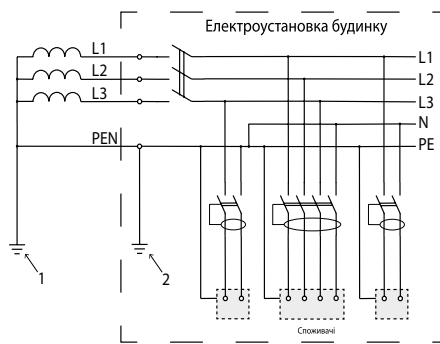 Електроустановка будинку
L1
L2
L3
PEN
L1
L2
L3
N
PE
1
2
Споживачі